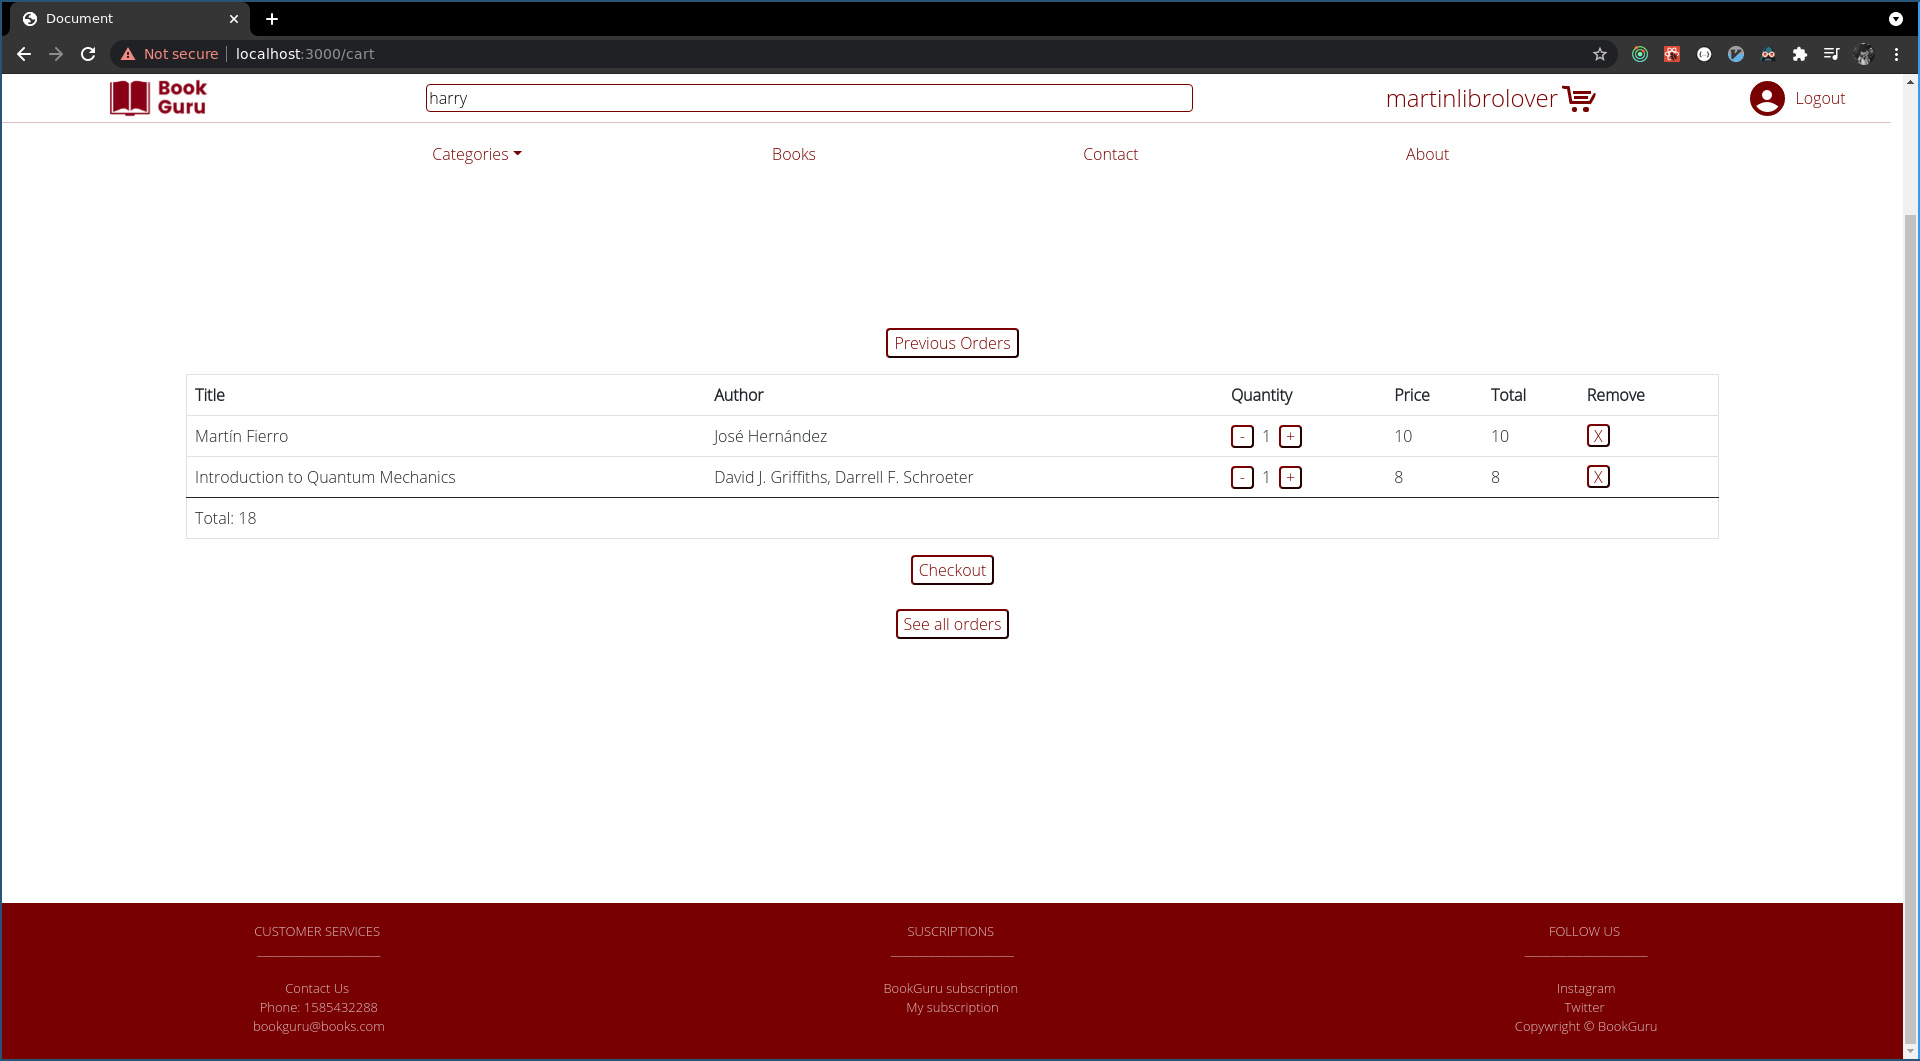 Document
Not secure localhost:3000/cart
Book
Guru
harry
martinlibrolover
Logout
Categories Books Contact About
Previous Orders
Title Author Quantity Price Total Remove
Martín Fierro José Hernández - 1 + 10 10 X
Introduction to Quantum Mechanics David J. Griffiths, Darrell F. Schroeter - 1 + 8 8 X
Total: 18
Checkout
See all orders
CUSTOMER SERVICES
Contact Us
Phone: 1585432288
bookguru@books.com
SUSCRIPTIONS
BookGuru subscription
My subscription
FOLLOW US
Instagram
Twitter
Copywright © BookGuru